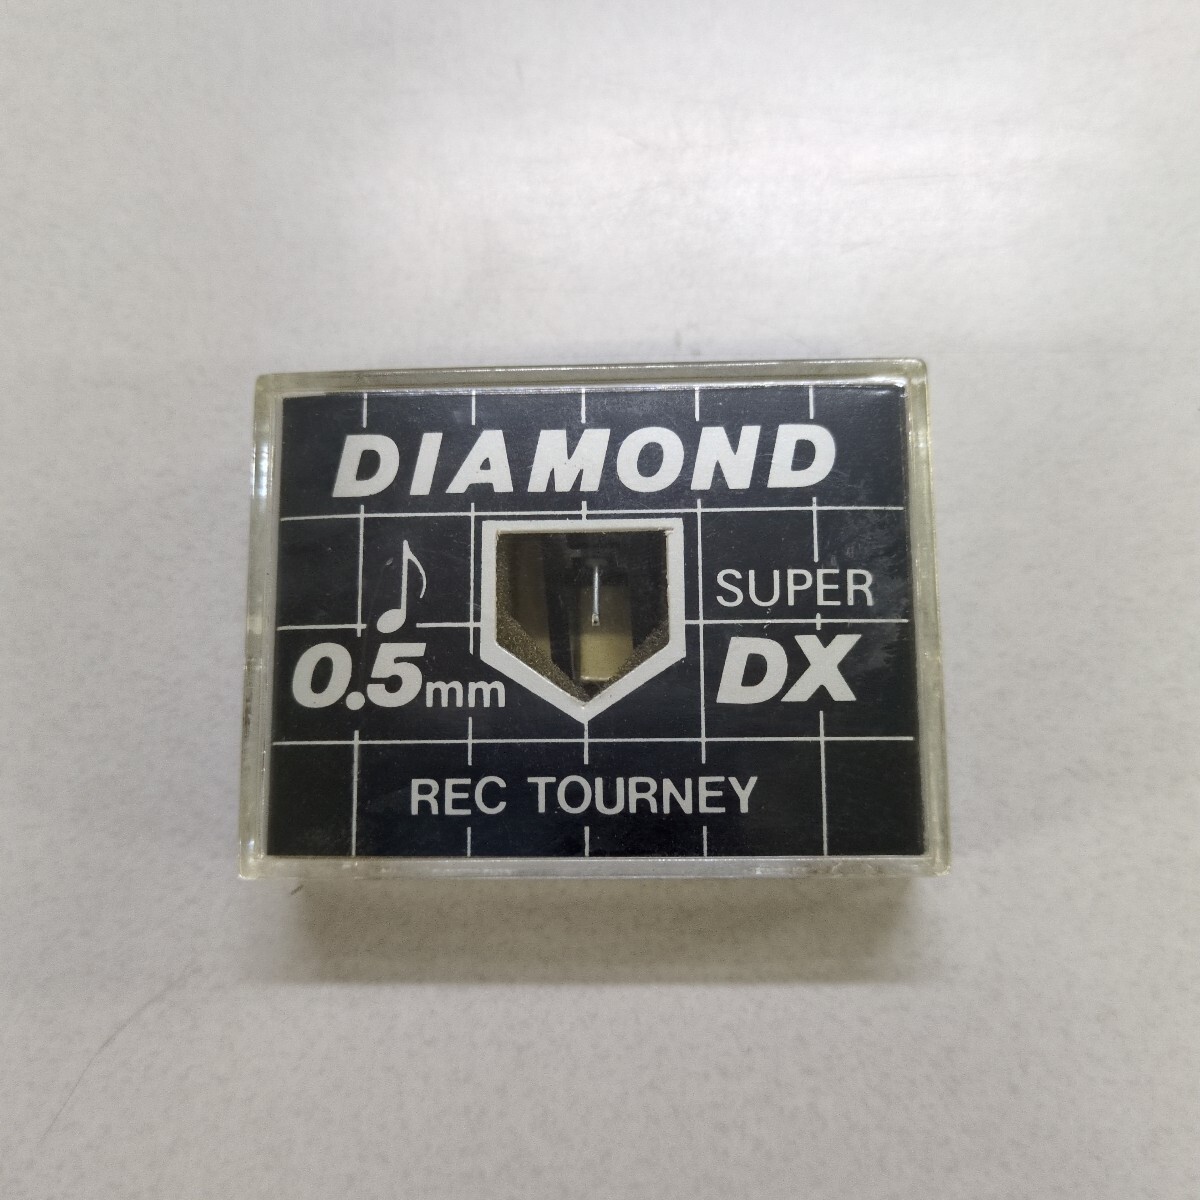 DIAMOND
0.5mm
SUPER
DX
REC TOURNEY